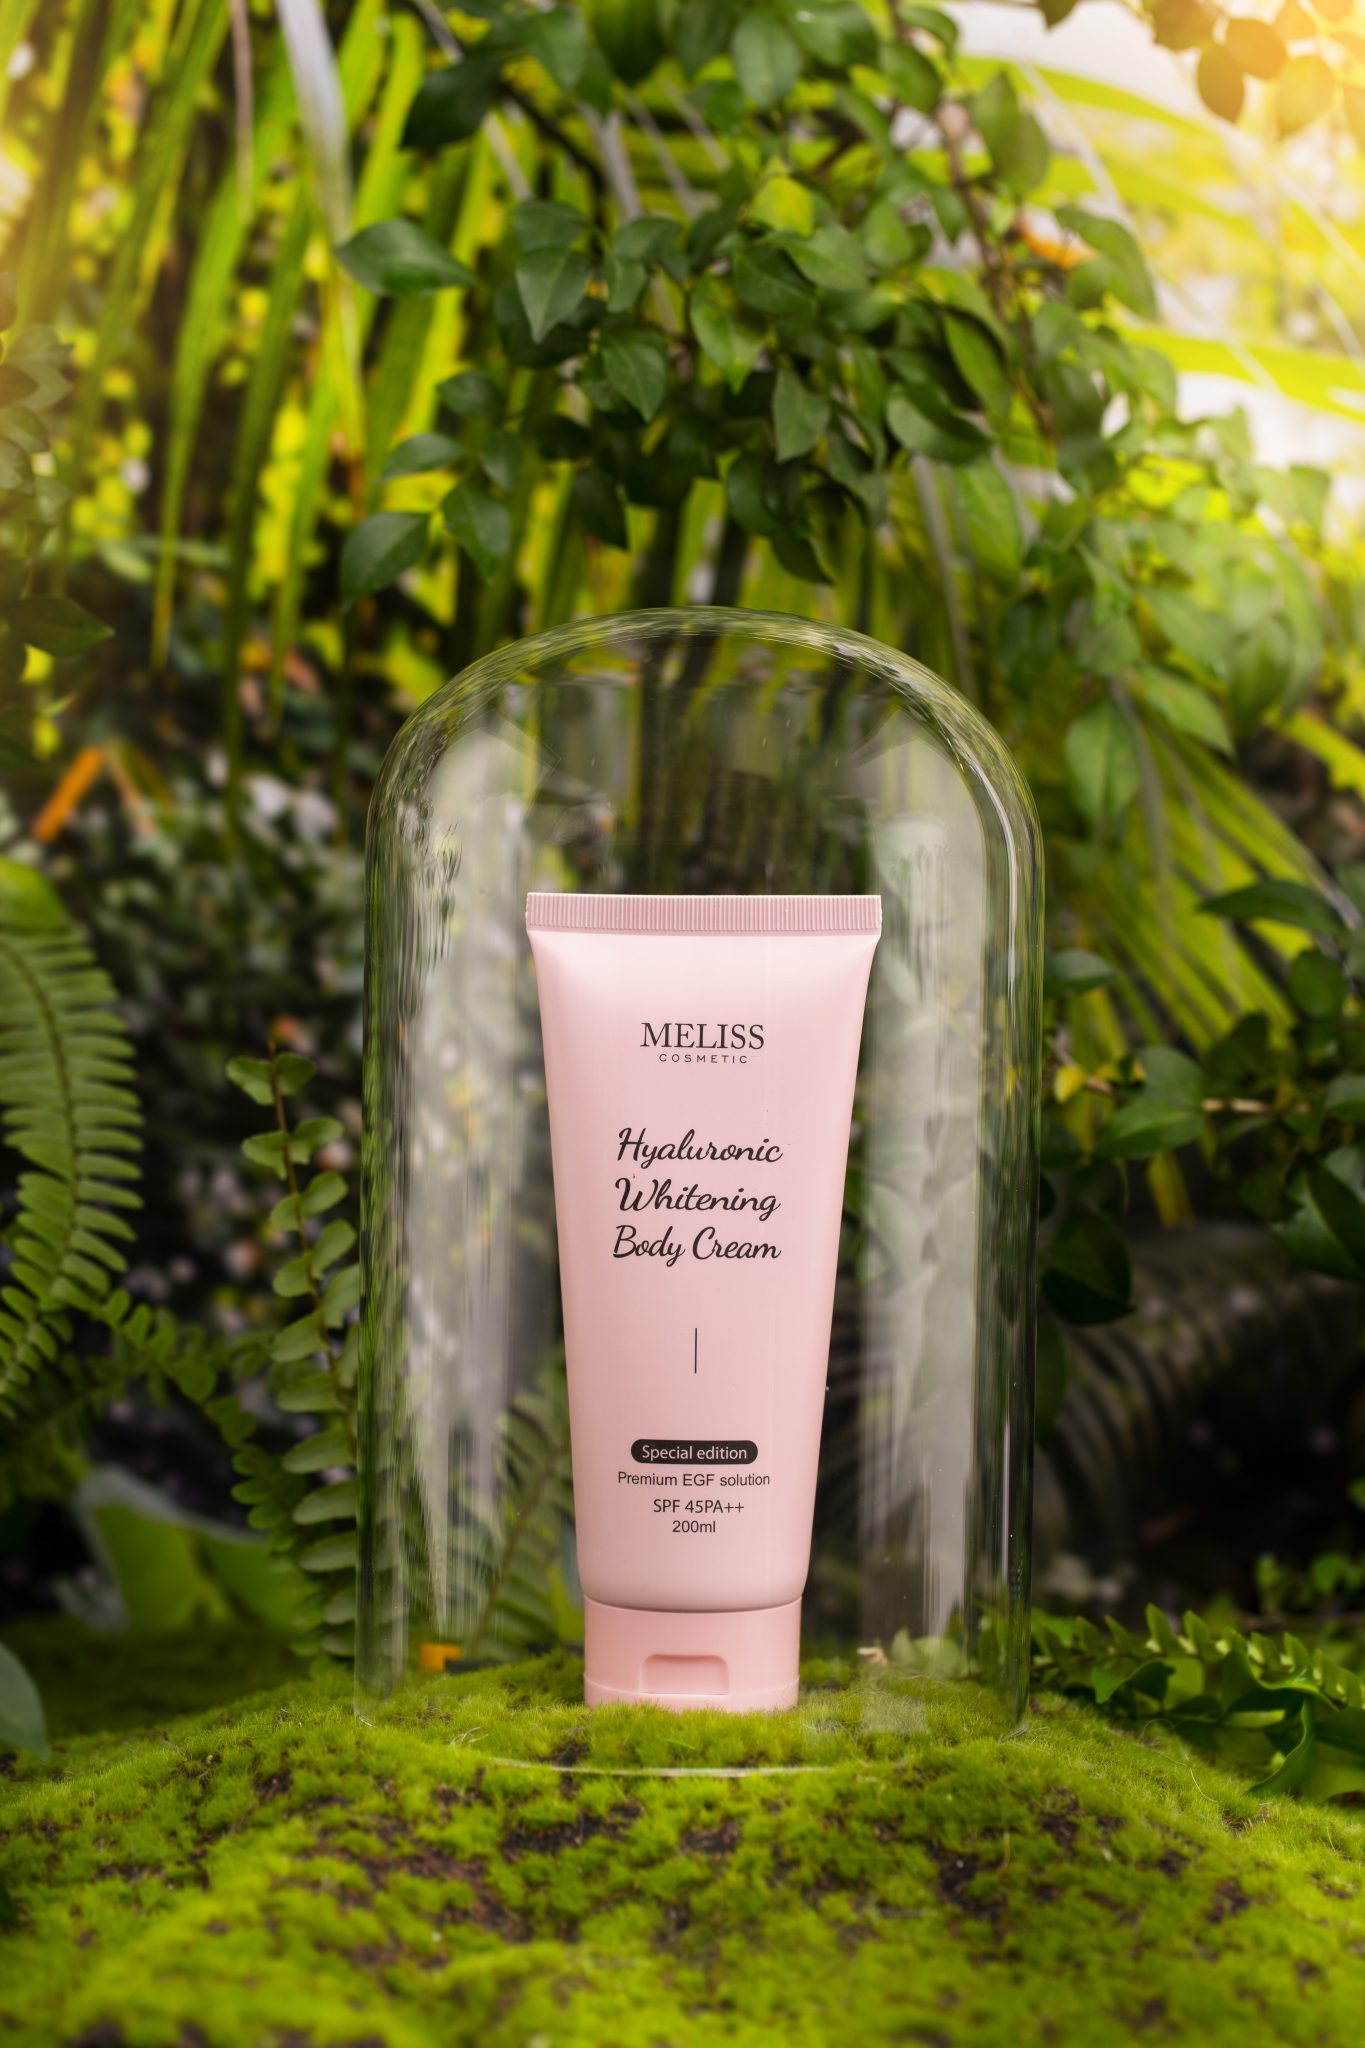 MELISS
COSMETIC
Hyaluronic
Whitening
Body Cream
Special edition
Premium EGF solution
SPF 45PA++
200ml